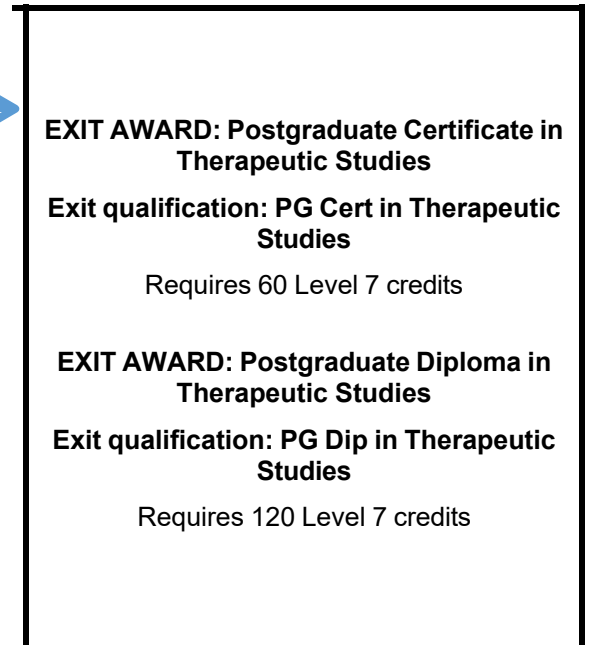 EXIT AWARD: Postgraduate Certificate in
Therapeutic Studies
Exit qualification: PG Cert in Therapeutic
Studies
Requires 60 Level 7 credits
EXIT AWARD: Postgraduate Diploma in
Therapeutic Studies
Exit qualification: PG Dip in Therapeutic
Studies
Requires 120 Level 7 credits